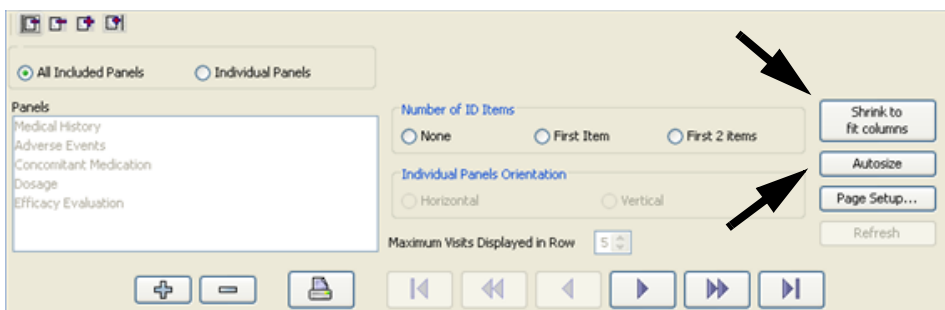 All Included Panels
Individual Panels
Panels
Medical History
Adverse Events
Concomitant Medication
Dosage
Efficacy Evaluation
Number of ID Items
None
First Item
First 2 items
Individual Panels Orientation
Horizontal
Vertical
Maximum Visits Displayed in Row
5
Shrink to
fit columns
Autosize
Page Setup...
Refresh